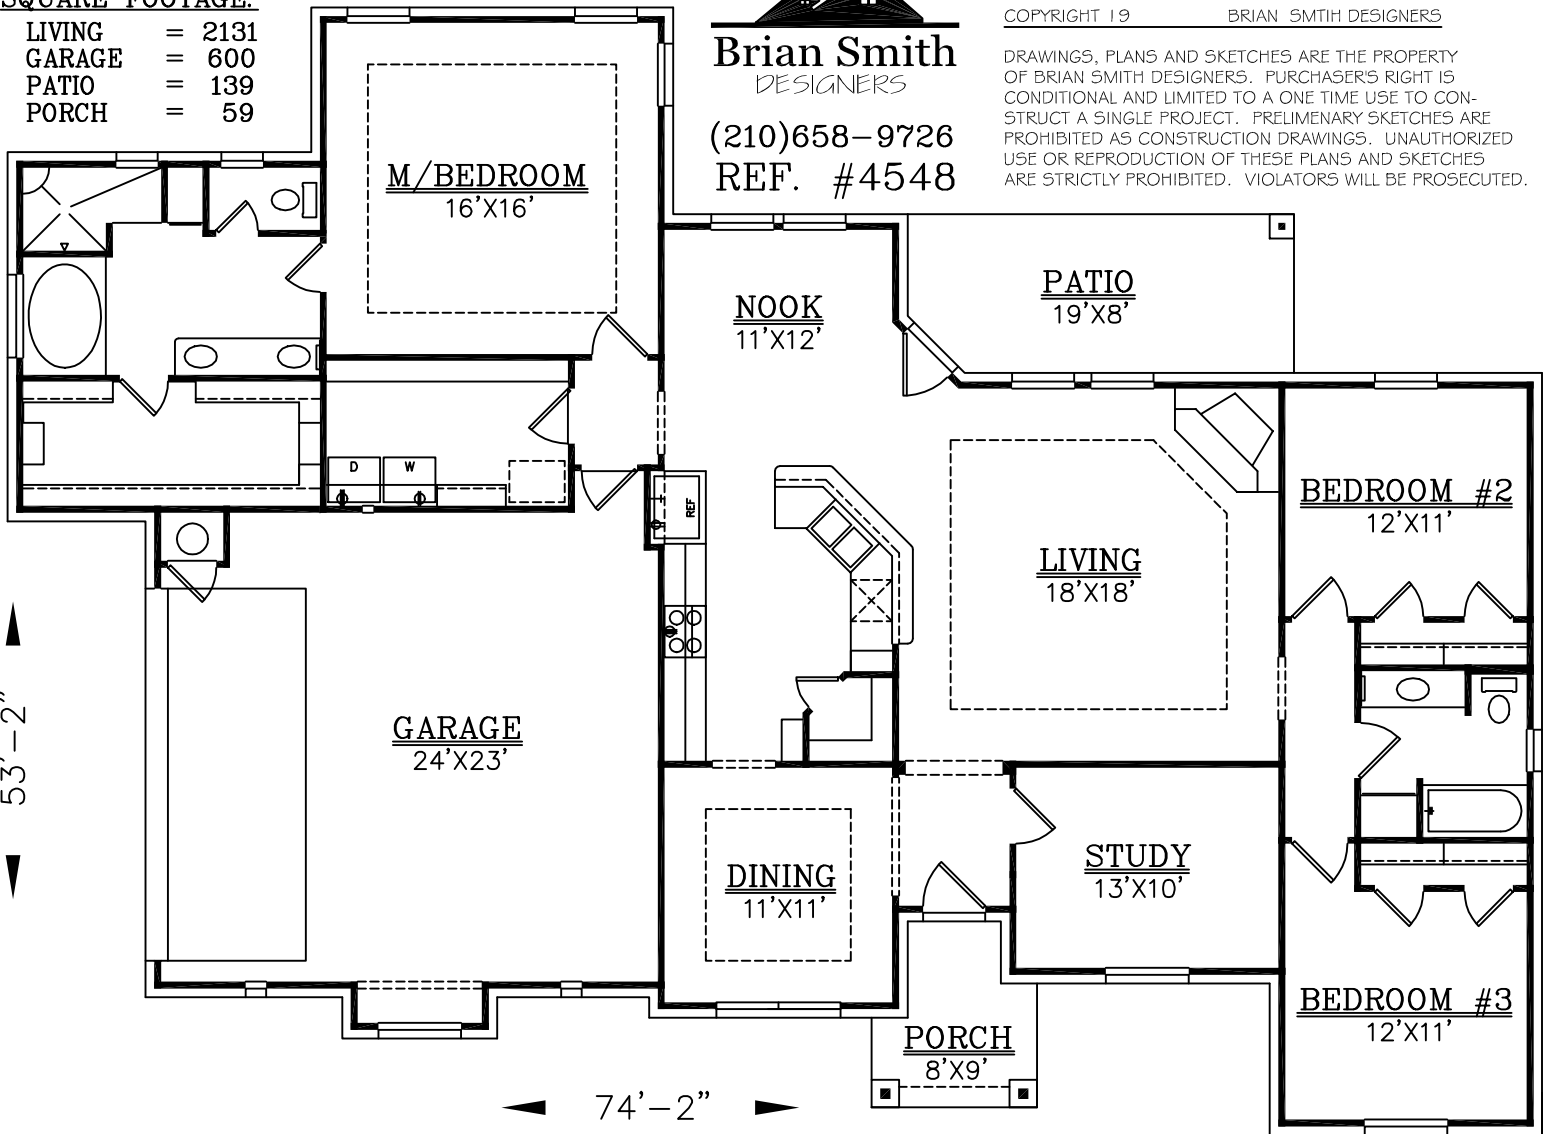 SQUARE FOOTAGE:
LIVING = 2131
GARAGE = 600
PATIO = 139
PORCH = 59
Brian Smith
DESIGNERS
(210)658-9726
REF. #4548
COPYRIGHT 19 BRIAN SMTIH DESIGNERS
DRAWINGS, PLANS AND SKETCHES ARE THE PROPERTY
OF BRIAN SMITH DESIGNERS. PURCHASER'S RIGHT IS
CONDITIONAL AND LIMITED TO A ONE TIME USE TO CON-
STRUCT A SINGLE PROJECT. PRELIMENARY SKETCHES ARE
PROHIBITED AS CONSTRUCTION DRAWINGS. UNAUTHORIZED
USE OR REPRODUCTION OF THESE PLANS AND SKETCHES
ARE STRICTLY PROHIBITED. VIOLATORS WILL BE PROSECUTED.
M/BEDROOM
16'X16'
NOOK
11'X12'
PATIO
19'X8'
D
W
REF
BEDROOM #2
12'X11'
LIVING
18'X18'
GARAGE
24'X23'
53'-2"
DINING
11'X11'
STUDY
13'X10'
BEDROOM #3
12'X11'
PORCH
8'X9'
74'-2"